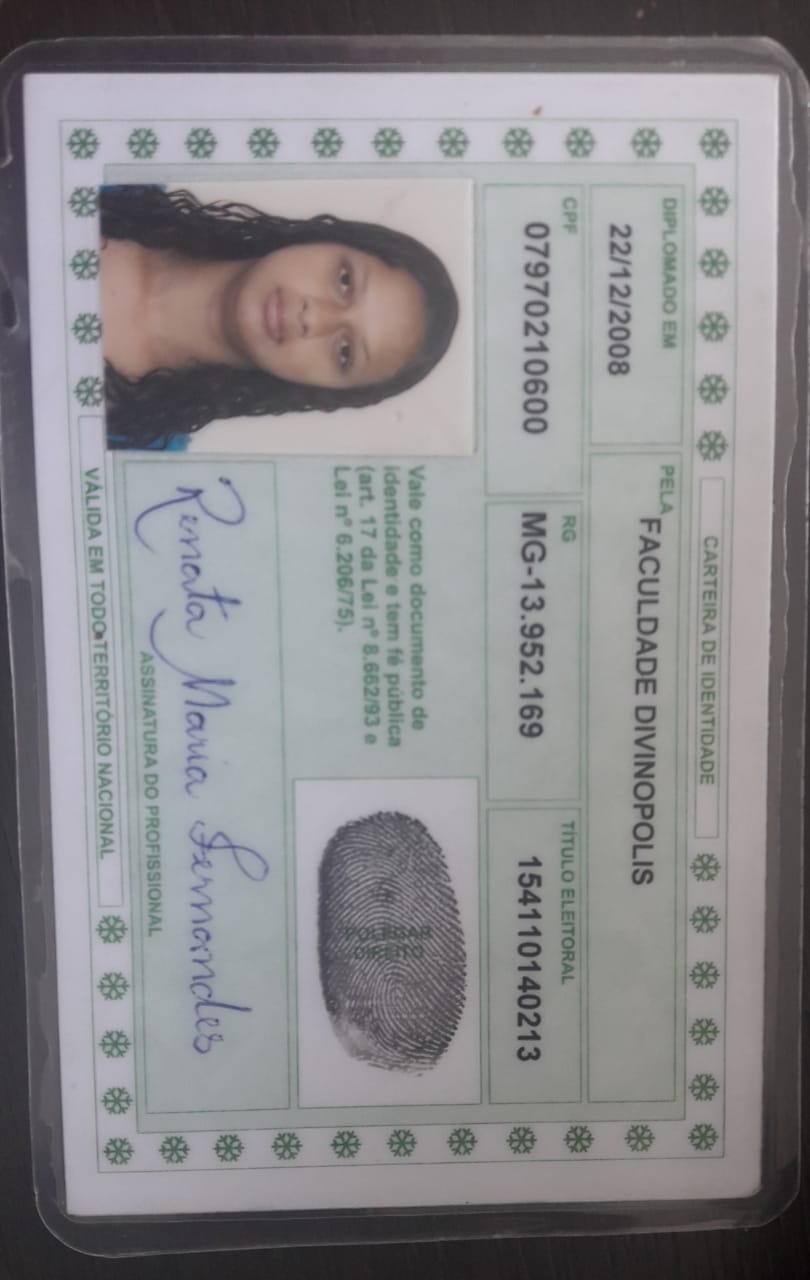 CARTEIRA DE IDENTIDADE
DIPLOMADO EM
22/12/2008
PELA
FACULDADE DIVINOPOLIS
CPF
07970210600
RG
MG-13.952.169
TÍTULO ELEITORAL
154110140213
Vale como documento de
identidade e tem fé pública
(art. 17 da Lei nº 8.662/93 e
Lei nº 6.206/75).
POLEGAR
DIREITO
Renata Maria Fernandes
ASSINATURA DO PROFISSIONAL
VÁLIDA EM TODO TERRITÓRIO NACIONAL